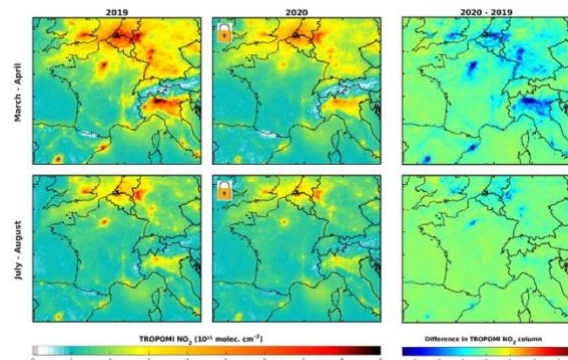 2019
2020
2020 - 2019
March - April
July - August
TROPOMI NO₂ (10¹⁵ molec. cm⁻²)
Difference in TROPOMI NO₂ column